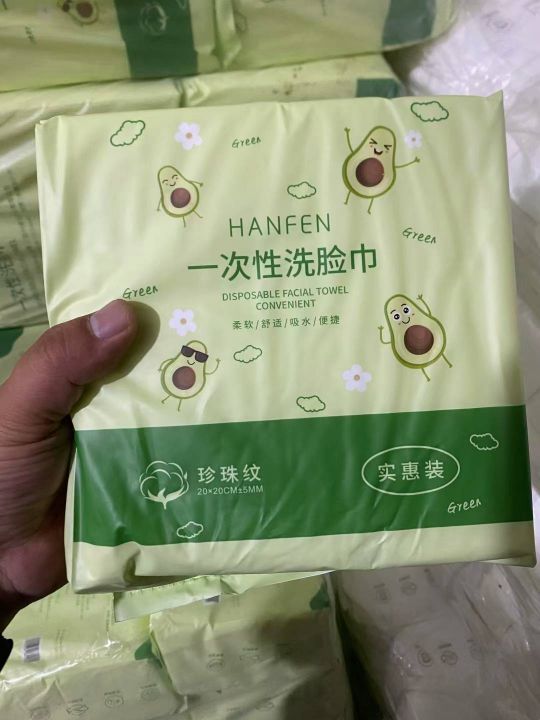 Green
HANFEN
Green
一次性洗脸巾
Green
DISPOSABLE FACIAL TOWEL
CONVENIENT
柔软/舒适/吸水/便捷
珍珠纹
20×20CM±5MM
实惠装
Green